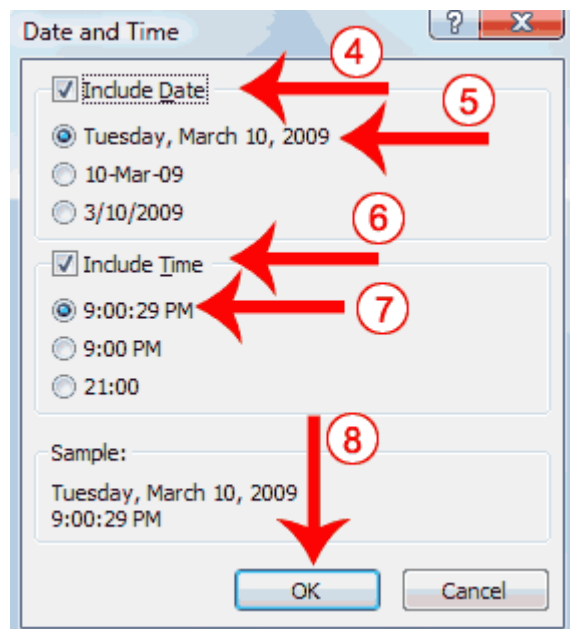 Date and Time ? X
4
Include Date
5
Tuesday, March 10, 2009
10-Mar-09
3/10/2009
6
Include Time
9:00:29 PM
7
9:00 PM
21:00
8
Sample:
Tuesday, March 10, 2009
9:00:29 PM
OK Cancel